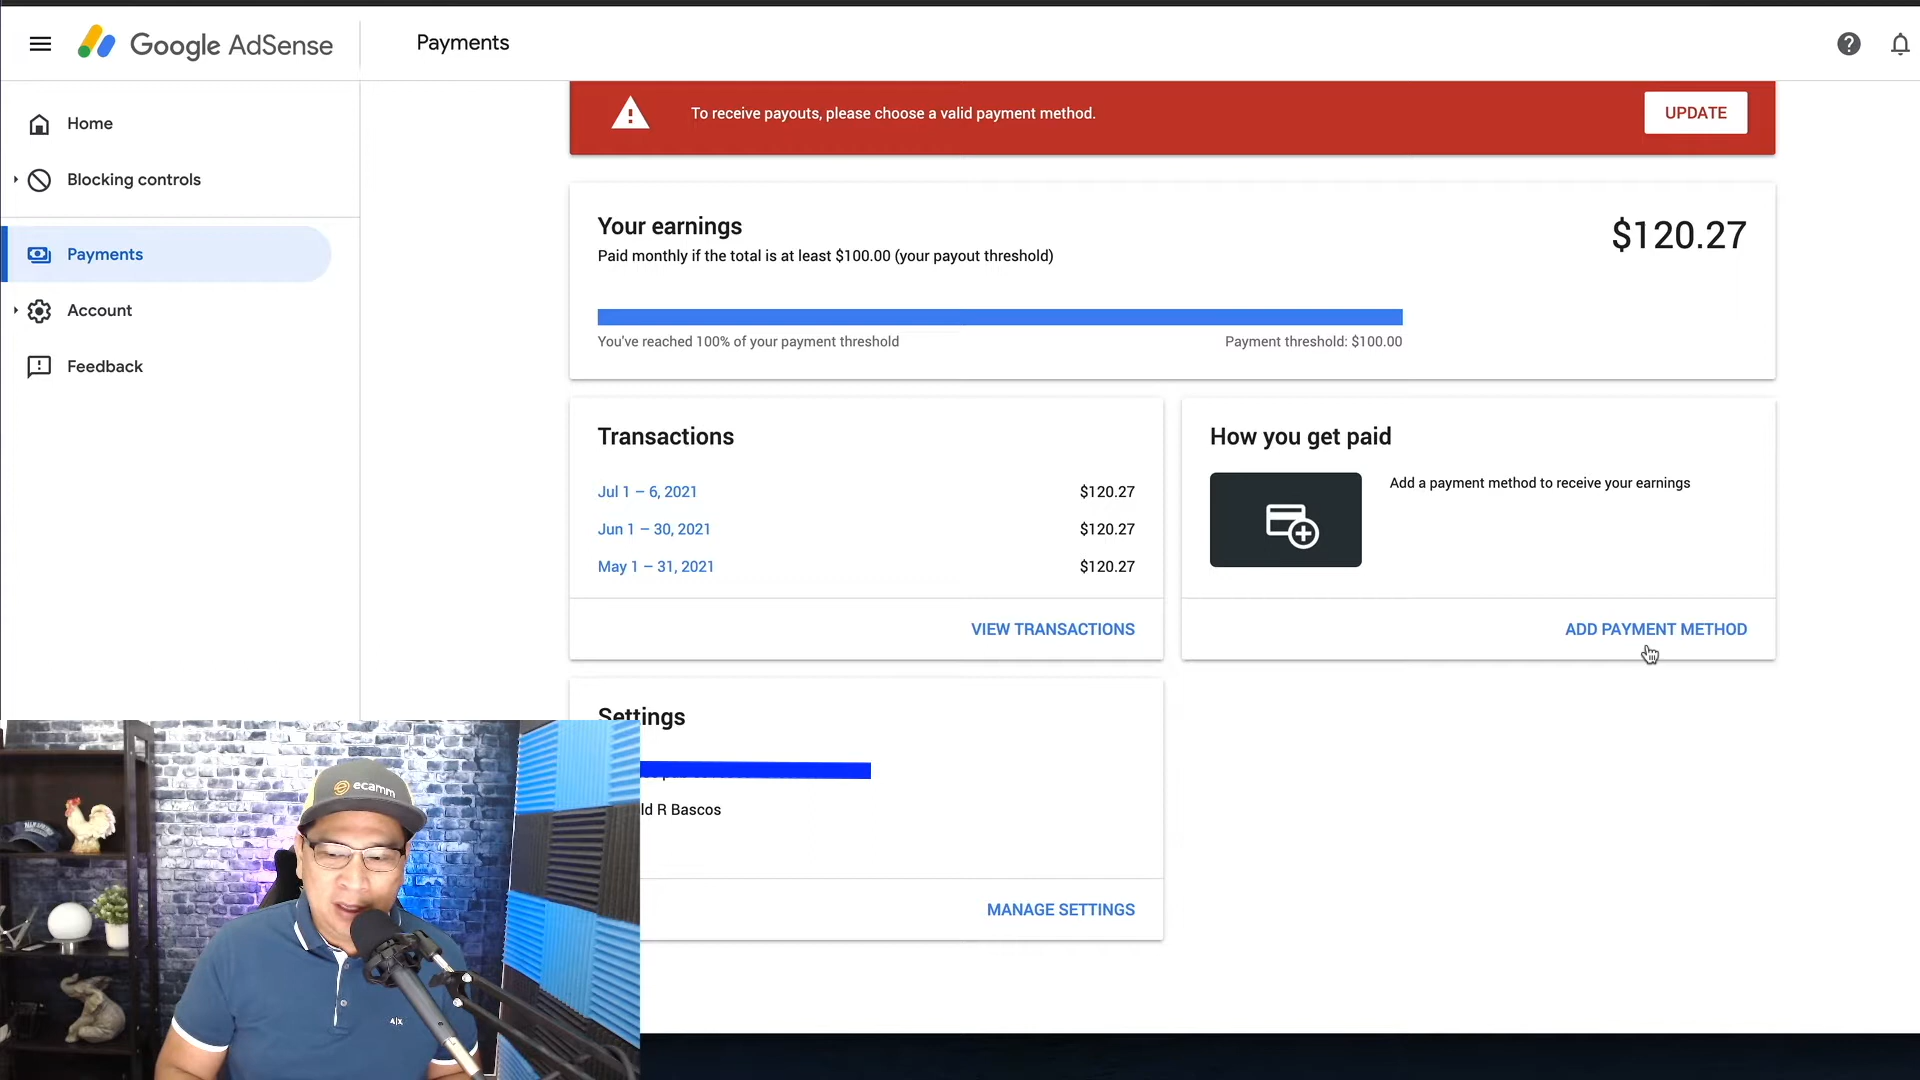 Google AdSense
Payments
Home
Blocking controls
Payments
Account
Feedback
To receive payouts, please choose a valid payment method.
UPDATE
Your earnings
$120.27
Paid monthly if the total is at least $100.00 (your payout threshold)
You've reached 100% of your payment threshold
Payment threshold: $100.00
Transactions
Jul 1 – 6, 2021 $120.27
Jun 1 – 30, 2021 $120.27
May 1 – 31, 2021 $120.27
VIEW TRANSACTIONS
How you get paid
Add a payment method to receive your earnings
ADD PAYMENT METHOD
Settings
ld R Bascos
MANAGE SETTINGS
ecamm
A|X